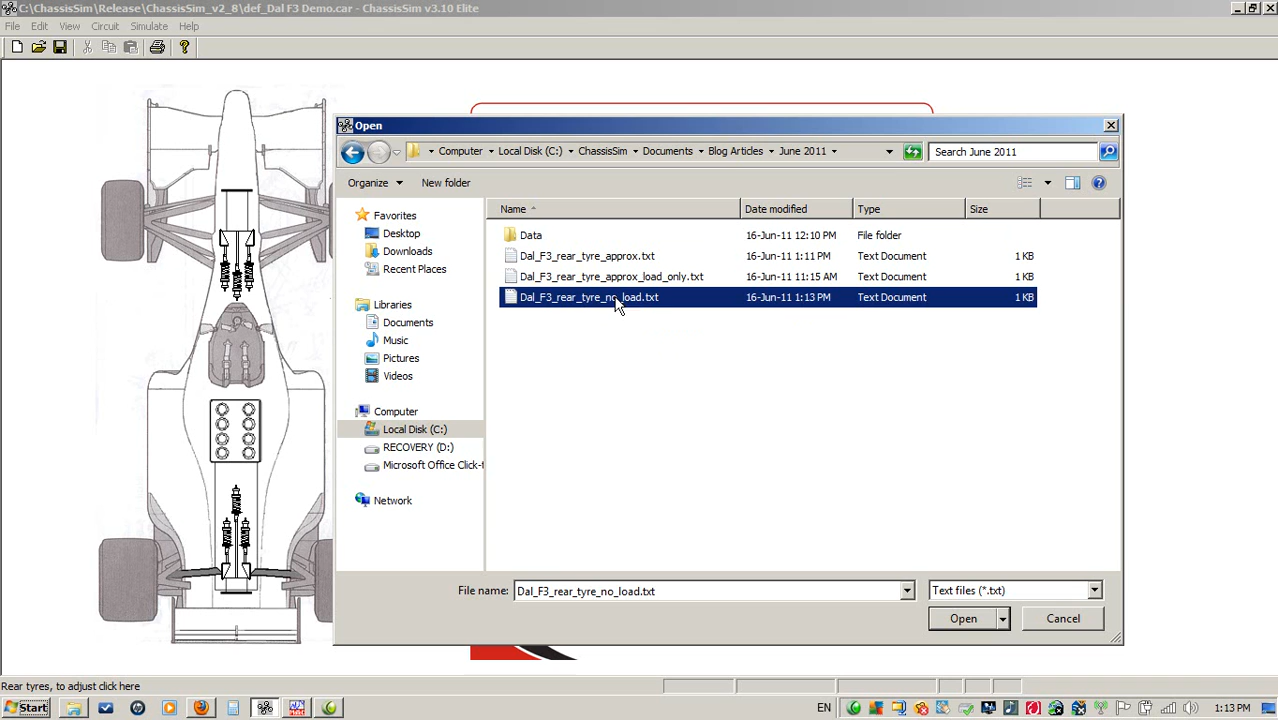 C:\ChassisSim\Release\ChassisSim_v2_8\def_Dal F3 Demo.car - ChassisSim v3.10 Elite
File Edit View Circuit Simulate Help
Open
Computer Local Disk (C:) ChassisSim Documents Blog Articles June 2011 Search June 2011
Organize New folder
Name Date modified Type Size
Favorites
Desktop
Downloads
Recent Places
Libraries
Documents
Music
Pictures
Videos
Computer
Local Disk (C:)
RECOVERY (D:)
Microsoft Office Click-t
Network
Data 16-Jun-11 12:10 PM File folder
Dal_F3_rear_tyre_approx.txt 16-Jun-11 1:11 PM Text Document 1 KB
Dal_F3_rear_tyre_approx_load_only.txt 16-Jun-11 11:15 AM Text Document 1 KB
Dal_F3_rear_tyre_no_load.txt 16-Jun-11 1:13 PM Text Document 1 KB
File name: Dal_F3_rear_tyre_no_load.txt Text files (*.txt)
Open Cancel
Rear tyres, to adjust click here
Start EN 1:13 PM